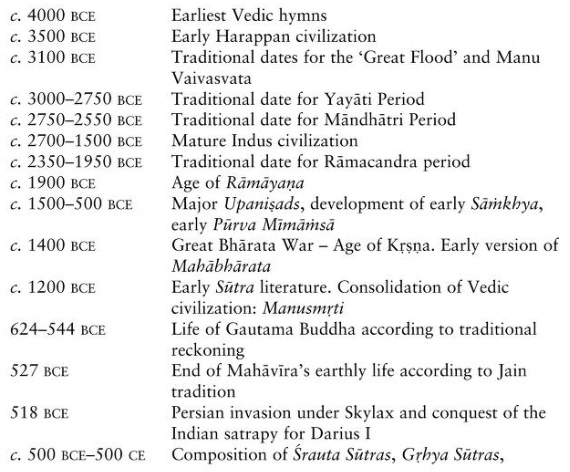 c. 4000 BCE Earliest Vedic hymns
c. 3500 BCE Early Harappan civilization
c. 3100 BCE Traditional dates for the ‘Great Flood’ and Manu
Vaivasvata
c. 3000–2750 BCE Traditional date for Yayāti Period
c. 2750–2550 BCE Traditional date for Māndhātri Period
c. 2700–1500 BCE Mature Indus civilization
c. 2350–1950 BCE Traditional date for Rāmacandra period
c. 1900 BCE Age of Rāmāyaṇa
c. 1500–500 BCE Major Upaniṣads, development of early Sāṁkhya,
early Pūrva Mīmāṁsā
c. 1400 BCE Great Bhārata War – Age of Kṛṣṇa. Early version of
Mahābhārata
c. 1200 BCE Early Sūtra literature. Consolidation of Vedic
civilization: Manusmṛti
624–544 BCE Life of Gautama Buddha according to traditional
reckoning
527 BCE End of Mahāvīra’s earthly life according to Jain
tradition
518 BCE Persian invasion under Skylax and conquest of the
Indian satrapy for Darius I
c. 500 BCE–500 CE Composition of Śrauta Sūtras, Gṛhya Sūtras,